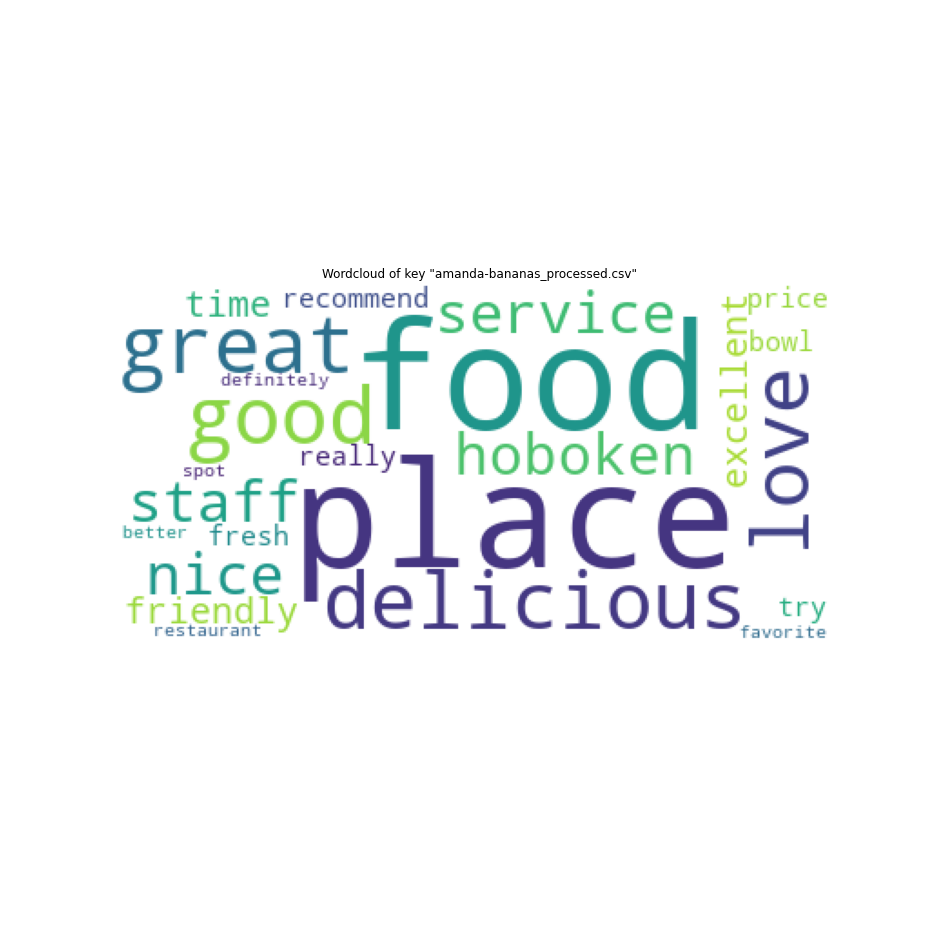 Wordcloud of key "amanda-bananas_processed.csv"
time
recommend
service
price
great
food
excellent
bowl
definitely
love
good
really
hoboken
spot
place
staff
better
fresh
nice
delicious
friendly
try
restaurant
favorite